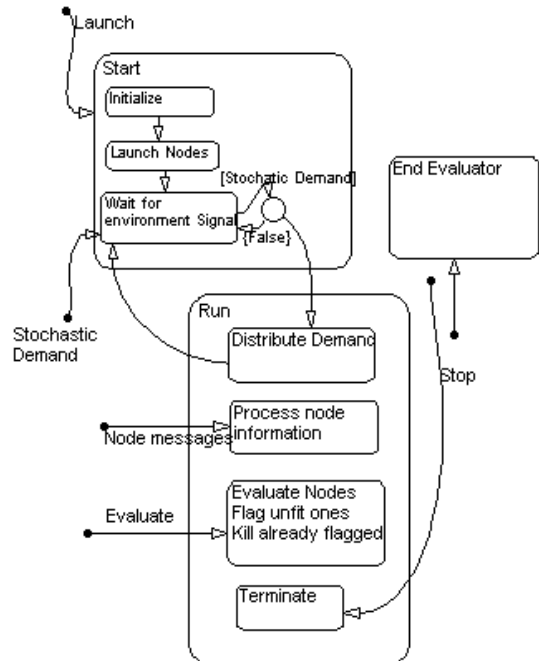 Launch
Start
Initialize
Launch Nodes
[Stochatic Demand]
Wait for
environment Signal
{False}
End Evaluator
Stochastic
Demand
Run
Distribute Demand
Stop
Process node
information
Node messages
Evaluate Nodes
Flag unfit ones
Kill already flagged
Evaluate
Terminate